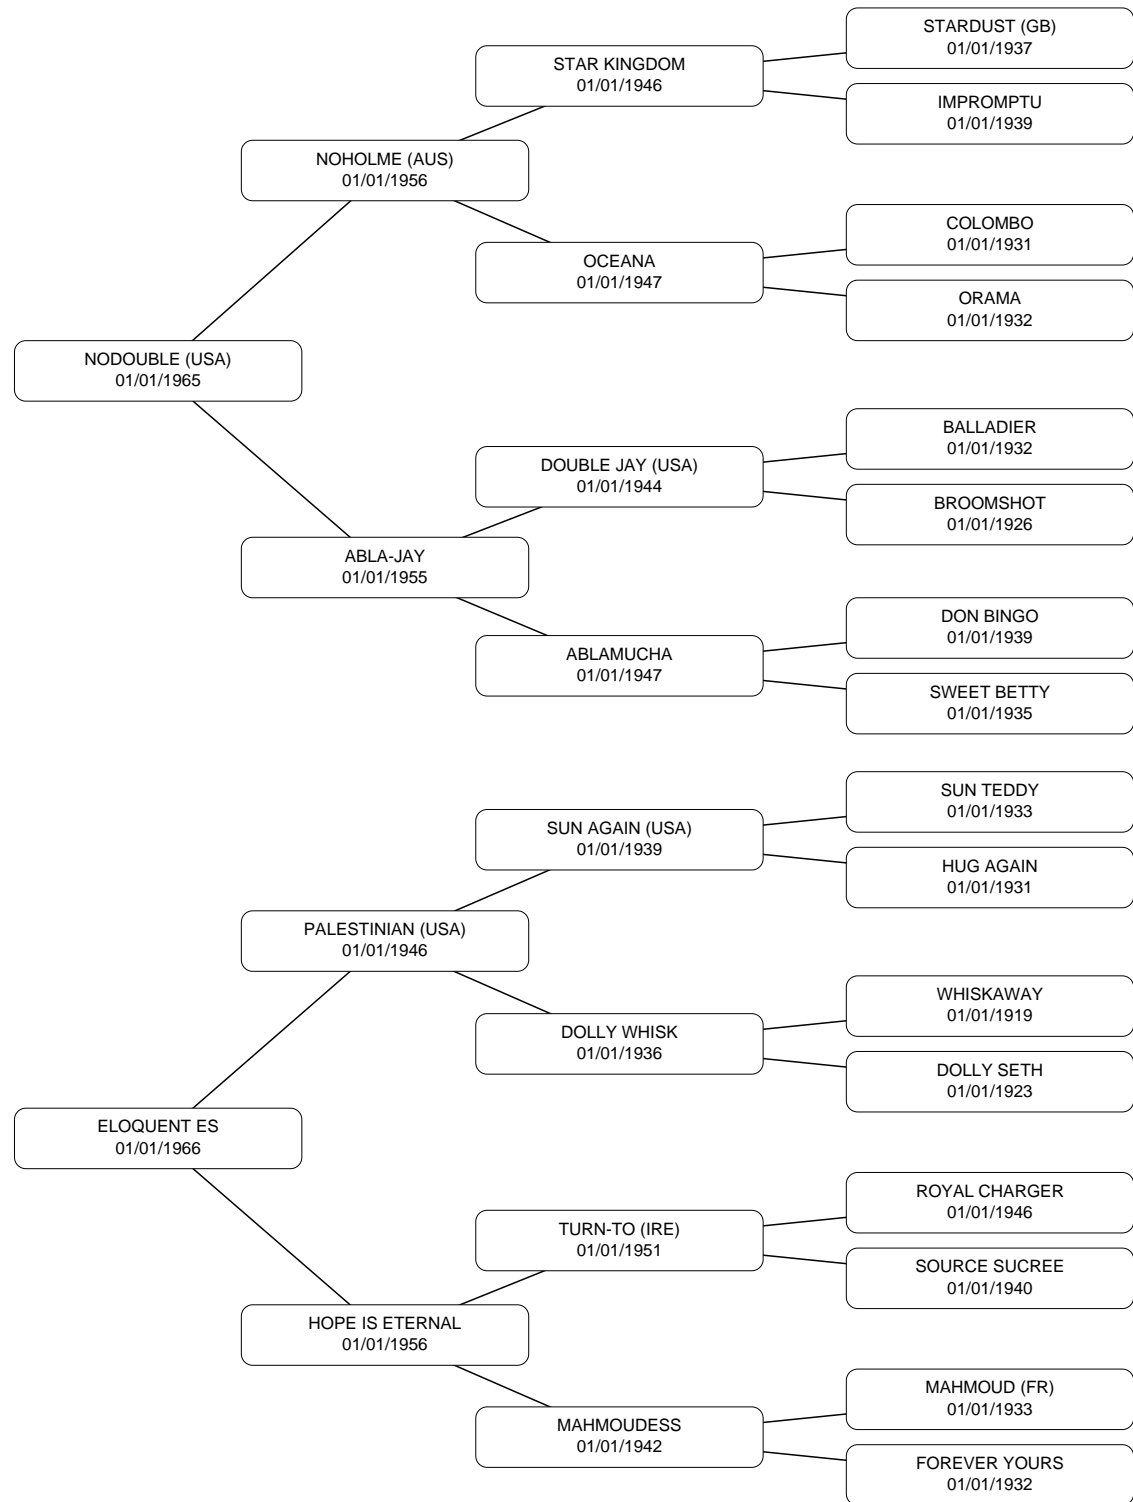 STARDUST (GB)
01/01/1937
STAR KINGDOM
01/01/1946
IMPROMPTU
01/01/1939
NOHOLME (AUS)
01/01/1956
COLOMBO
01/01/1931
OCEANA
01/01/1947
ORAMA
01/01/1932
NODOUBLE (USA)
01/01/1965
BALLADIER
01/01/1932
DOUBLE JAY (USA)
01/01/1944
BROOMSHOT
01/01/1926
ABLA-JAY
01/01/1955
DON BINGO
01/01/1939
ABLAMUCHA
01/01/1947
SWEET BETTY
01/01/1935
SUN TEDDY
01/01/1933
SUN AGAIN (USA)
01/01/1939
HUG AGAIN
01/01/1931
PALESTINIAN (USA)
01/01/1946
WHISKAWAY
01/01/1919
DOLLY WHISK
01/01/1936
DOLLY SETH
01/01/1923
ELOQUENT ES
01/01/1966
ROYAL CHARGER
01/01/1946
TURN-TO (IRE)
01/01/1951
SOURCE SUCREE
01/01/1940
HOPE IS ETERNAL
01/01/1956
MAHMOUD (FR)
01/01/1933
MAHMOUDESS
01/01/1942
FOREVER YOURS
01/01/1932